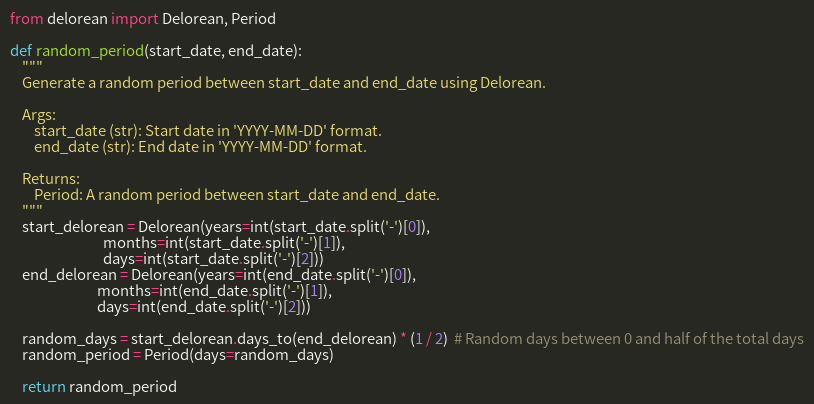 from delorean import Delorean, Period

def random_period(start_date, end_date):
    """
    Generate a random period between start_date and end_date using Delorean.

    Args:
        start_date (str): Start date in 'YYYY-MM-DD' format.
        end_date (str): End date in 'YYYY-MM-DD' format.

    Returns:
        Period: A random period between start_date and end_date.
    """
    start_delorean = Delorean(years=int(start_date.split('-')[0]),
                              months=int(start_date.split('-')[1]),
                              days=int(start_date.split('-')[2]))
    end_delorean = Delorean(years=int(end_date.split('-')[0]),
                            months=int(end_date.split('-')[1]),
                            days=int(end_date.split('-')[2]))

    random_days = start_delorean.days_to(end_delorean) * (1 / 2)  # Random days between 0 and half of the total days
    random_period = Period(days=random_days)

    return random_period